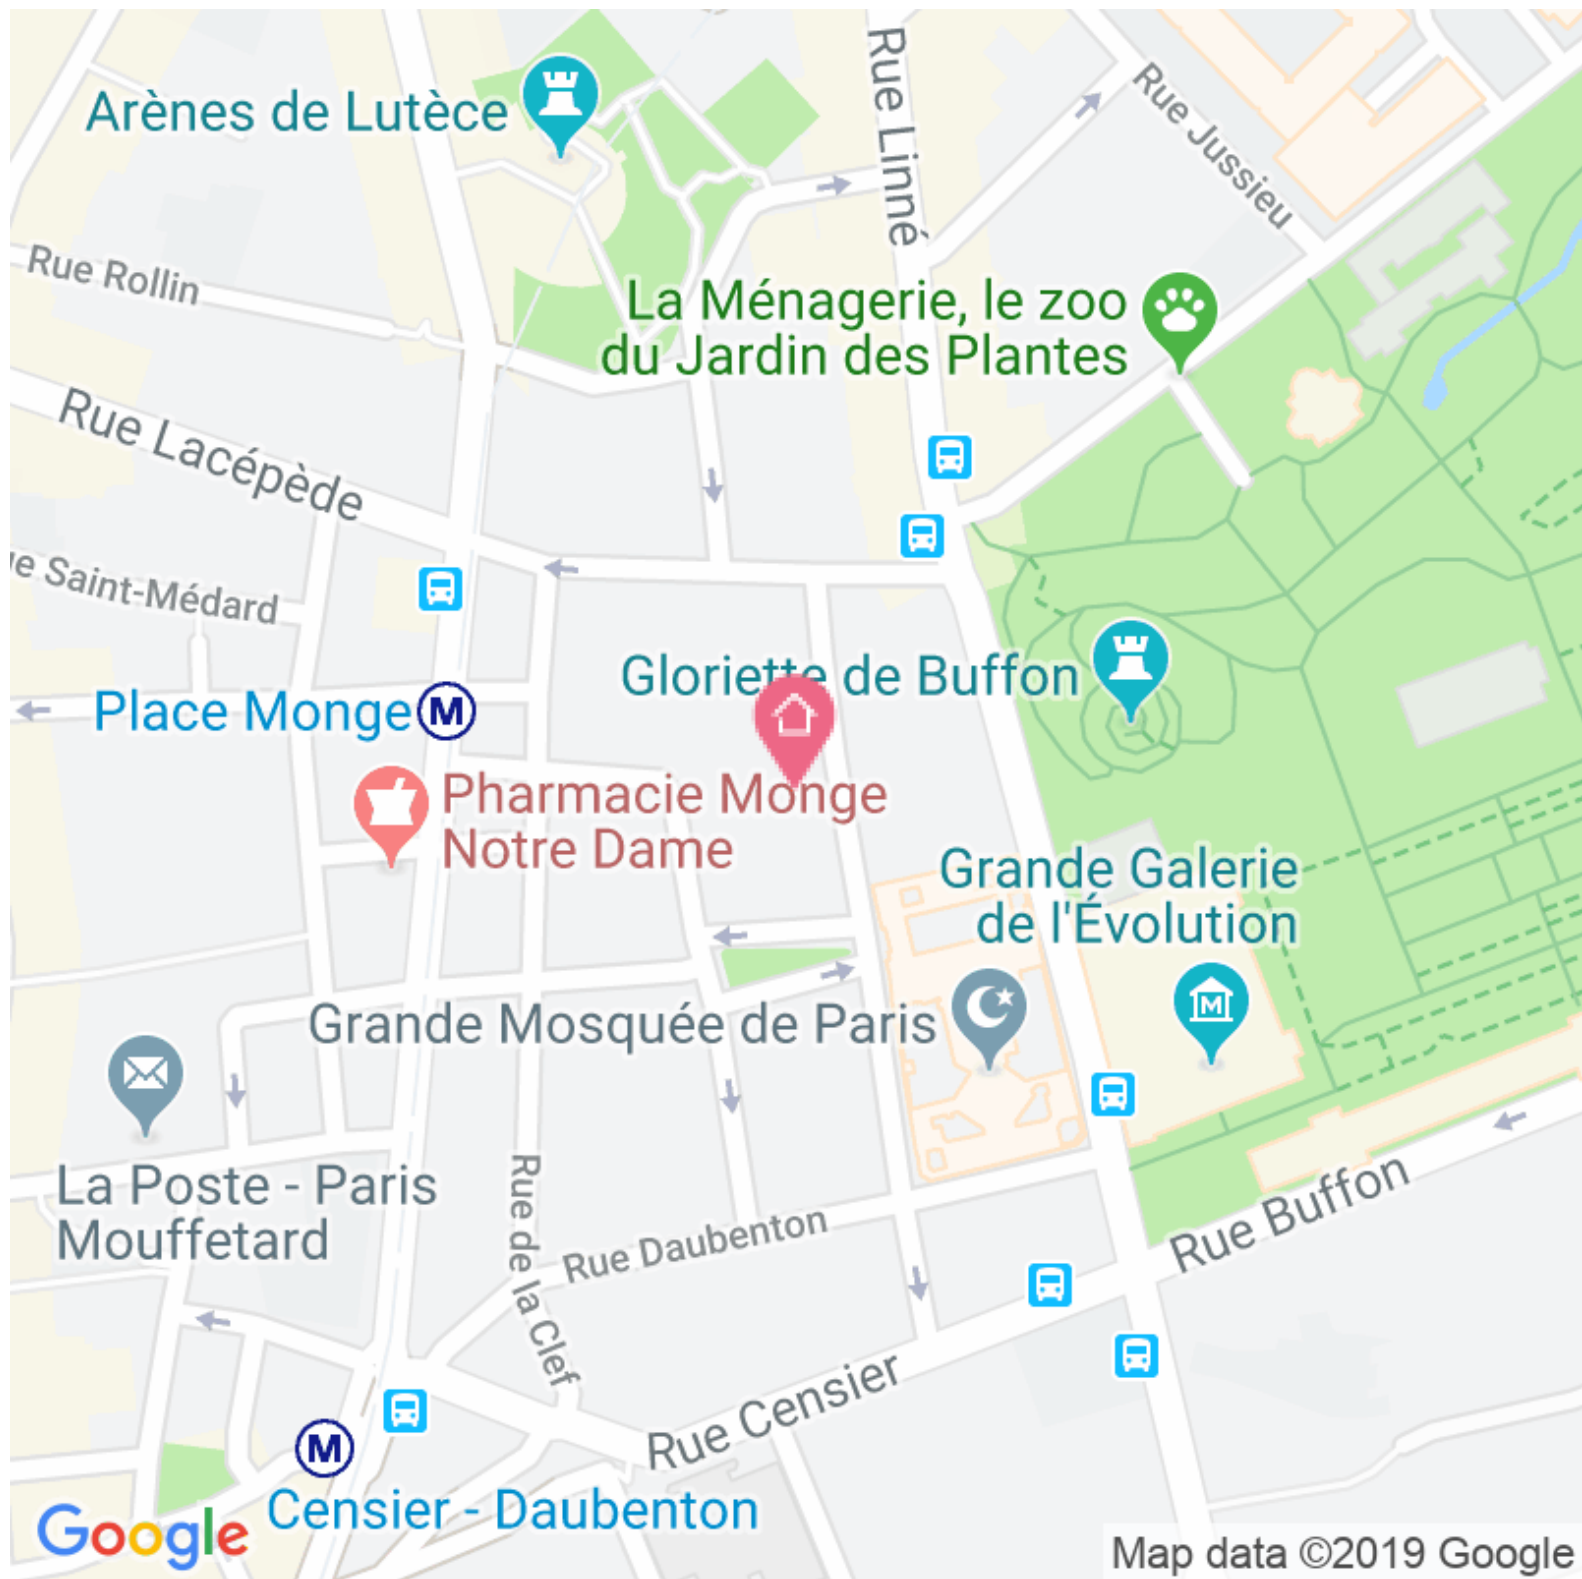 Rue Linné
Arènes de Lutèce
Rue Jussieu
Rue Rollin
La Ménagerie, le zoo
du Jardin des Plantes
Rue Lacépède
ue Saint-Médard
Gloriette de Buffon
Place Monge
M
Pharmacie Monge
Notre Dame
Grande Galerie
de l'Évolution
M
Grande Mosquée de Paris
La Poste - Paris
Mouffetard
Rue de la Clef
Rue Daubenton
Rue Buffon
Rue Censier
M
Censier - Daubenton
Google
Map data ©2019 Google